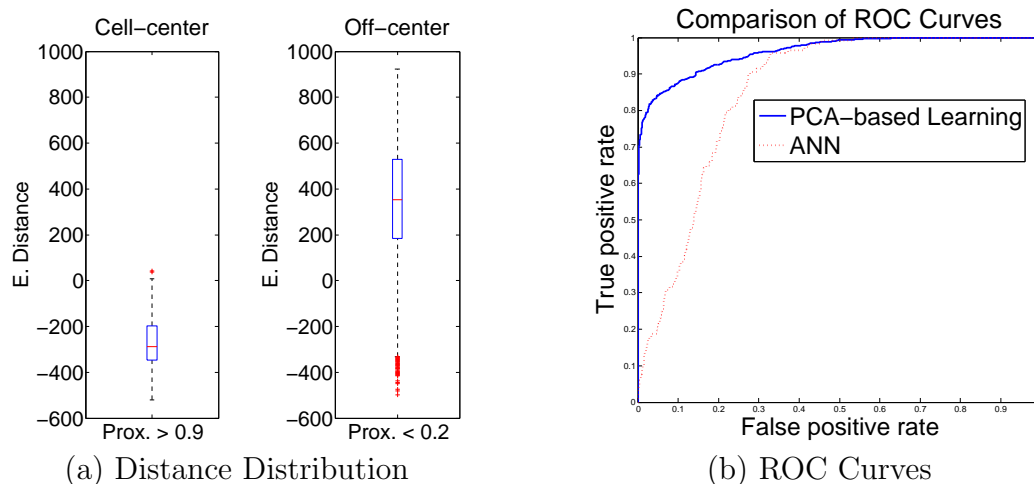 Cell−center
E. Distance
1000
800
600
400
200
0
−200
−400
−600
Prox. > 0.9
Off−center
E. Distance
1000
800
600
400
200
0
−200
−400
−600
Prox. < 0.2
(a) Distance Distribution
Comparison of ROC Curves
True positive rate
1
0.9
0.8
0.7
0.6
0.5
0.4
0.3
0.2
0.1
0
0 0.1 0.2 0.3 0.4 0.5 0.6 0.7 0.8 0.9
False positive rate
PCA−based Learning
ANN
(b) ROC Curves